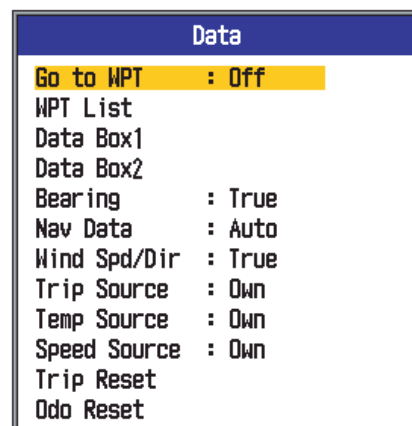 Data
Go to WPT : Off
WPT List
Data Box1
Data Box2
Bearing : True
Nav Data : Auto
Wind Spd/Dir : True
Trip Source : Own
Temp Source : Own
Speed Source : Own
Trip Reset
Odo Reset